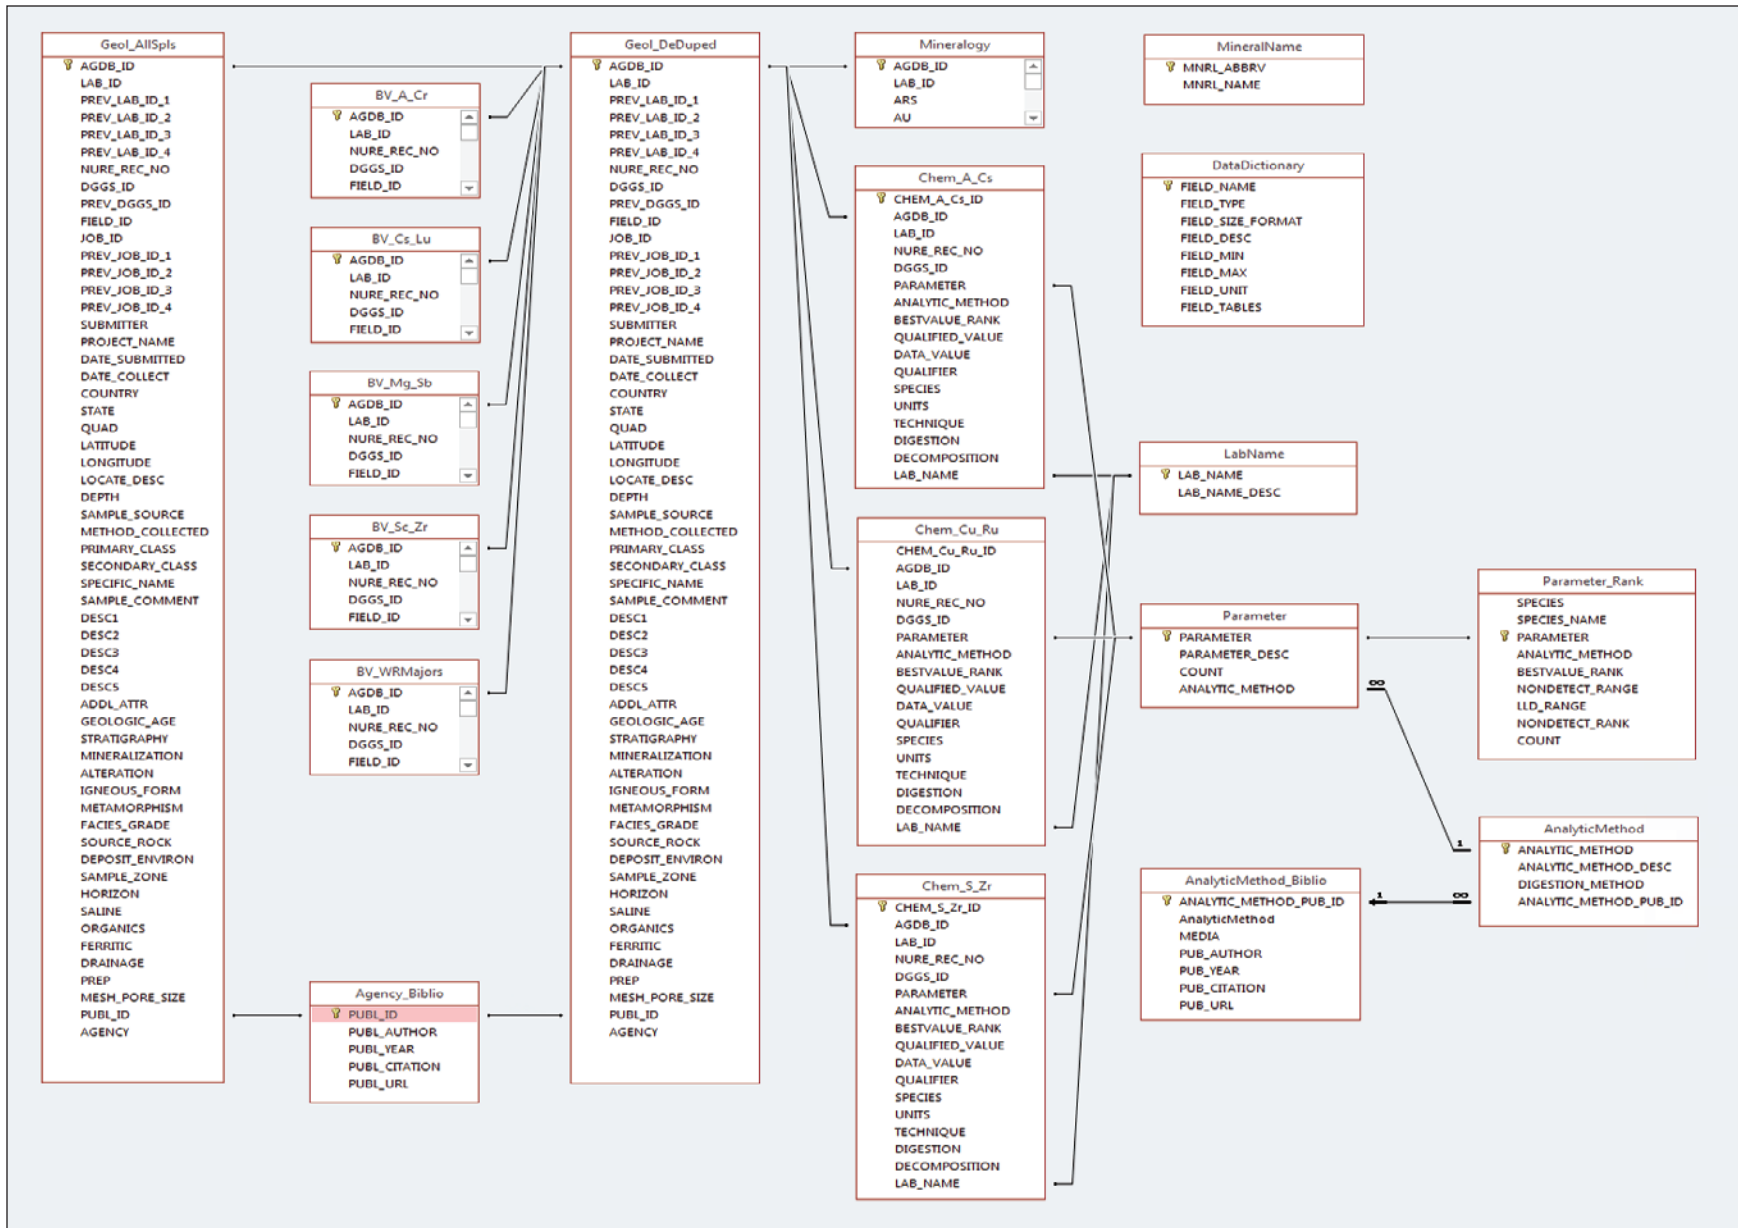 Geol_AllSpls
AGDB_ID
LAB_ID
PREV_LAB_ID_1
PREV_LAB_ID_2
PREV_LAB_ID_3
PREV_LAB_ID_4
NURE_REC_NO
DGGS_ID
PREV_DGGS_ID
FIELD_ID
JOB_ID
PREV_JOB_ID_1
PREV_JOB_ID_2
PREV_JOB_ID_3
PREV_JOB_ID_4
SUBMITTER
PROJECT_NAME
DATE_SUBMITTED
DATE_COLLECT
COUNTRY
STATE
QUAD
LATITUDE
LONGITUDE
LOCATE_DESC
DEPTH
SAMPLE_SOURCE
METHOD_COLLECTED
PRIMARY_CLASS
SECONDARY_CLASS
SPECIFIC_NAME
SAMPLE_COMMENT
DESC1
DESC2
DESC3
DESC4
DESC5
ADDL_ATTR
GEOLOGIC_AGE
STRATIGRAPHY
MINERALIZATION
ALTERATION
IGNEOUS_FORM
METAMORPHISM
FACIES_GRADE
SOURCE_ROCK
DEPOSIT_ENVIRON
SAMPLE_ZONE
HORIZON
SALINE
ORGANICS
FERRITIC
DRAINAGE
PREP
MESH_PORE_SIZE
PUBL_ID
AGENCY
BV_A_Cr
AGDB_ID
LAB_ID
NURE_REC_NO
DGGS_ID
FIELD_ID
BV_Cs_Lu
AGDB_ID
LAB_ID
NURE_REC_NO
DGGS_ID
FIELD_ID
BV_Mg_Sb
AGDB_ID
LAB_ID
NURE_REC_NO
DGGS_ID
FIELD_ID
BV_Sc_Zr
AGDB_ID
LAB_ID
NURE_REC_NO
DGGS_ID
FIELD_ID
BV_WRMajors
AGDB_ID
LAB_ID
NURE_REC_NO
DGGS_ID
FIELD_ID
Agency_Biblio
PUBL_ID
PUBL_AUTHOR
PUBL_YEAR
PUBL_CITATION
PUBL_URL
Geol_DeDuped
AGDB_ID
LAB_ID
PREV_LAB_ID_1
PREV_LAB_ID_2
PREV_LAB_ID_3
PREV_LAB_ID_4
NURE_REC_NO
DGGS_ID
PREV_DGGS_ID
FIELD_ID
JOB_ID
PREV_JOB_ID_1
PREV_JOB_ID_2
PREV_JOB_ID_3
PREV_JOB_ID_4
SUBMITTER
PROJECT_NAME
DATE_SUBMITTED
DATE_COLLECT
COUNTRY
STATE
QUAD
LATITUDE
LONGITUDE
LOCATE_DESC
DEPTH
SAMPLE_SOURCE
METHOD_COLLECTED
PRIMARY_CLASS
SECONDARY_CLASS
SPECIFIC_NAME
SAMPLE_COMMENT
DESC1
DESC2
DESC3
DESC4
DESC5
ADDL_ATTR
GEOLOGIC_AGE
STRATIGRAPHY
MINERALIZATION
ALTERATION
IGNEOUS_FORM
METAMORPHISM
FACIES_GRADE
SOURCE_ROCK
DEPOSIT_ENVIRON
SAMPLE_ZONE
HORIZON
SALINE
ORGANICS
FERRITIC
DRAINAGE
PREP
MESH_PORE_SIZE
PUBL_ID
AGENCY
Mineralogy
AGDB_ID
LAB_ID
ARS
AU
Chem_A_Cs
CHEM_A_Cs_ID
AGDB_ID
LAB_ID
NURE_REC_NO
DGGS_ID
PARAMETER
ANALYTIC_METHOD
BESTVALUE_RANK
QUALIFIED_VALUE
DATA_VALUE
QUALIFIER
SPECIES
UNITS
TECHNIQUE
DIGESTION
DECOMPOSITION
LAB_NAME
Chem_Cu_Ru
CHEM_Cu_Ru_ID
AGDB_ID
LAB_ID
NURE_REC_NO
DGGS_ID
PARAMETER
ANALYTIC_METHOD
BESTVALUE_RANK
QUALIFIED_VALUE
DATA_VALUE
QUALIFIER
SPECIES
UNITS
TECHNIQUE
DIGESTION
DECOMPOSITION
LAB_NAME
Chem_S_Zr
CHEM_S_Zr_ID
AGDB_ID
LAB_ID
NURE_REC_NO
DGGS_ID
PARAMETER
ANALYTIC_METHOD
BESTVALUE_RANK
QUALIFIED_VALUE
DATA_VALUE
QUALIFIER
SPECIES
UNITS
TECHNIQUE
DIGESTION
DECOMPOSITION
LAB_NAME
MineralName
MNRL_ABBRV
MNRL_NAME
DataDictionary
FIELD_NAME
FIELD_TYPE
FIELD_SIZE_FORMAT
FIELD_DESC
FIELD_MIN
FIELD_MAX
FIELD_UNIT
FIELD_TABLES
LabName
LAB_NAME
LAB_NAME_DESC
Parameter
PARAMETER
PARAMETER_DESC
COUNT
ANALYTIC_METHOD
∞
1
AnalyticMethod_Biblio
ANALYTIC_METHOD_PUB_ID
AnalyticMethod
MEDIA
PUB_AUTHOR
PUB_YEAR
PUB_CITATION
PUB_URL
1
∞
Parameter_Rank
SPECIES
SPECIES_NAME
PARAMETER
ANALYTIC_METHOD
BESTVALUE_RANK
NONDETECT_RANGE
LLD_RANGE
NONDETECT_RANK
COUNT
AnalyticMethod
ANALYTIC_METHOD
ANALYTIC_METHOD_DESC
DIGESTION_METHOD
ANALYTIC_METHOD_PUB_ID